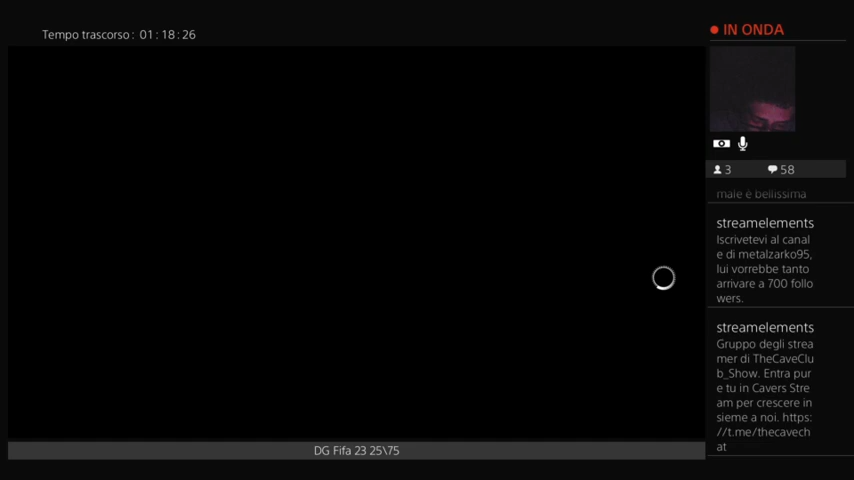 Tempo trascorso: 01:18:26
IN ONDA
3 58
male è bellissima
streamelements
Iscrivetevi al canal
e di metalzarko95,
lui vorrebbe tanto
arrivare a 700 follo
wers.
streamelements
Gruppo degli strea
mer di TheCaveClu
b_Show. Entra pur
e tu in Cavers Stre
am per crescere in
sieme a noi. https:
//t.me/thecavech
at
DG Fifa 23 25\75